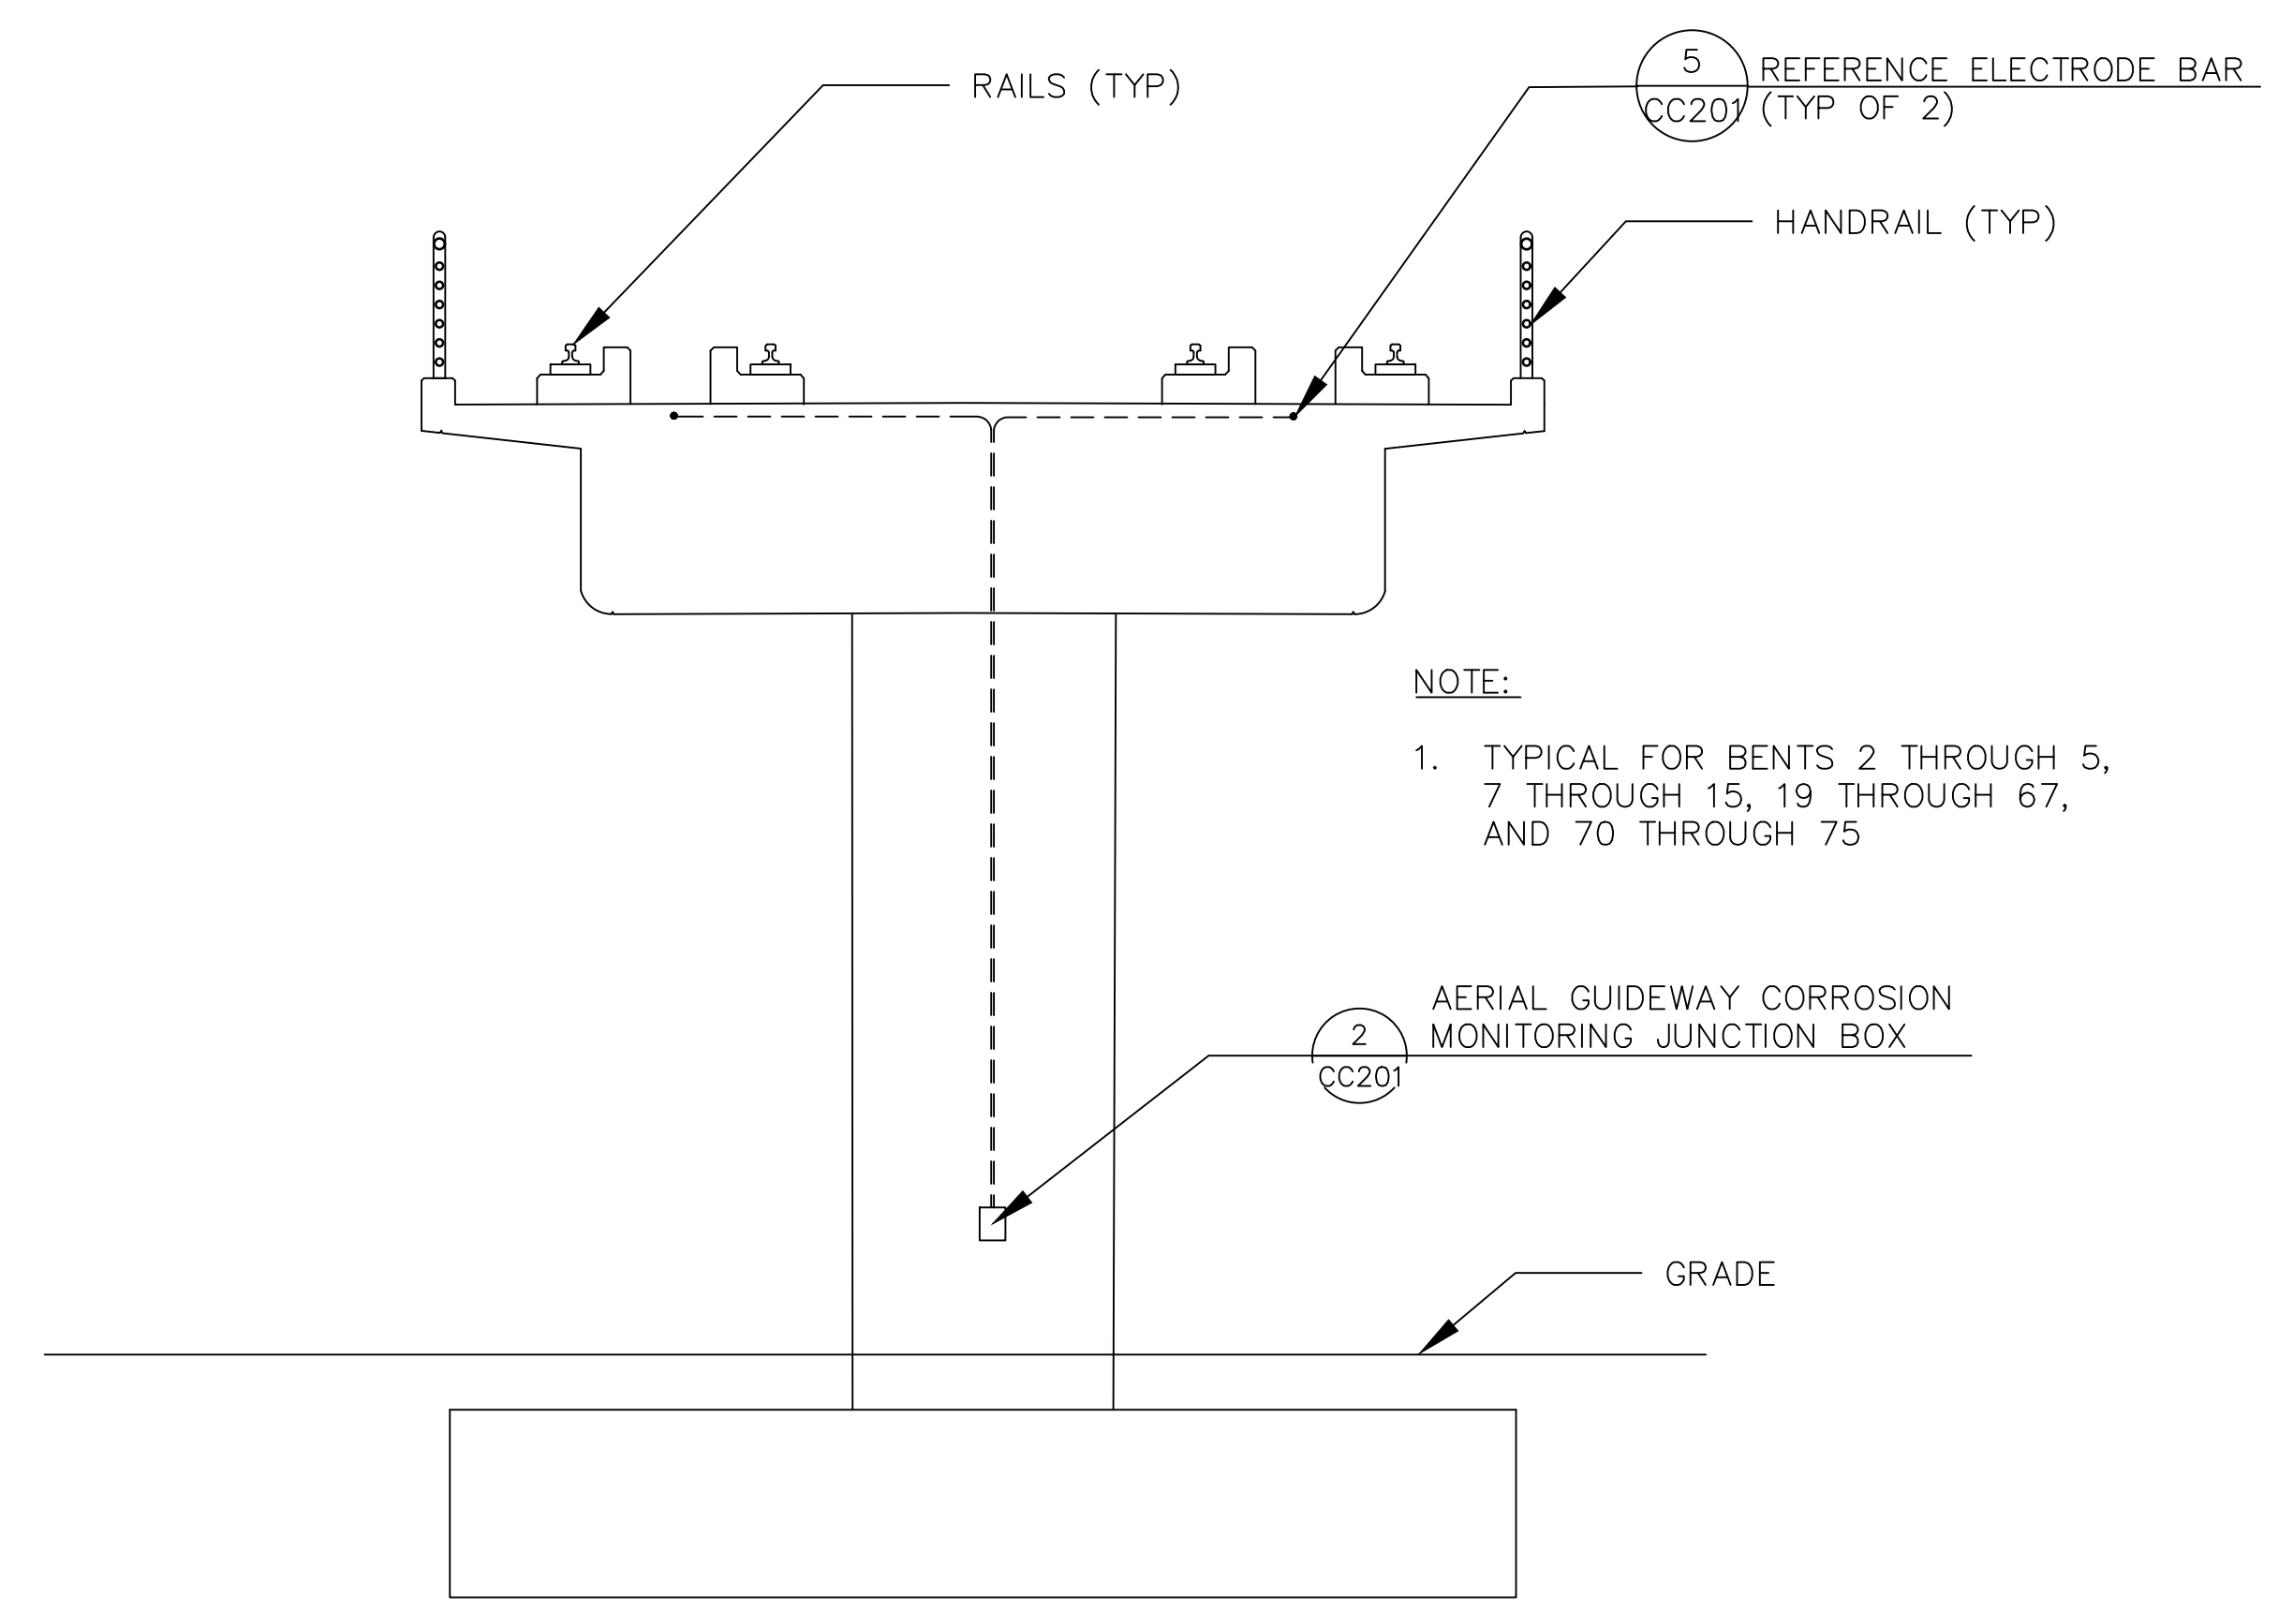 RAILS (TYP)
5
CC201
REFERENCE ELECTRODE BAR
(TYP OF 2)
HANDRAIL (TYP)
NOTE:
1. TYPICAL FOR BENTS 2 THROUGH 5,
7 THROUGH 15, 19 THROUGH 67,
AND 70 THROUGH 75
2
CC201
AERIAL GUIDEWAY CORROSION
MONITORING JUNCTION BOX
GRADE